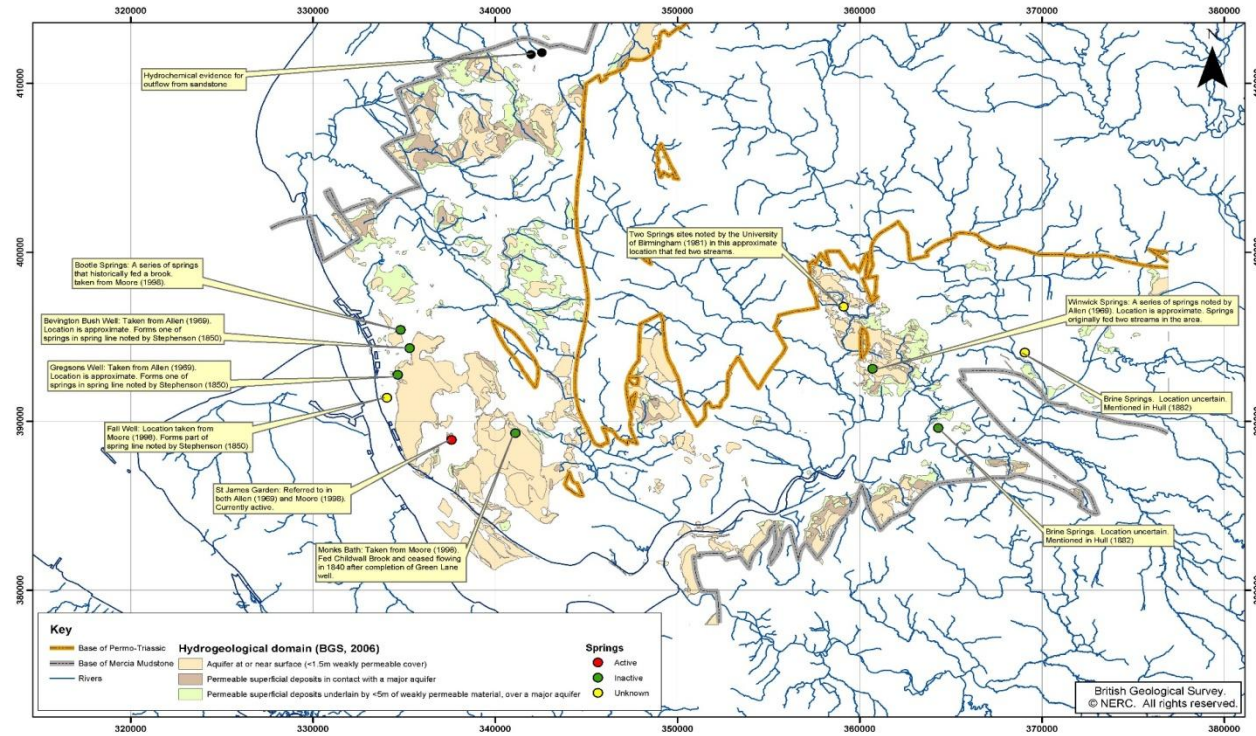 320000 330000 340000 350000 360000 370000 380000
N
410000
410000
Hydrochemical evidence for
outflow from sandstone
400000
400000
Two Springs sites noted by the University
of Birmingham (1981) in this approximate
location that fed two streams.
Bootle Springs: A series of springs
that historically fed a brook.
taken from Moore (1998).
Winwick Springs: A series of springs noted by
Allen (1969). Location is approximate. Springs
originally fed two streams in the area.
Bevington Bush Well: Taken from Allen (1969).
Location is approximate. Forms one of
springs in spring line noted by Stephenson (1850)
Gregsons Well: Taken from Allen (1969).
Location is approximate. Forms one of
springs in spring line noted by Stephenson (1850)
Brine Springs. Location uncertain.
Mentioned in Hull (1882)
390000
390000
Fall Well: Location taken from
Moore (1998). Forms part of
spring line noted by Stephenson (1850)
St James Garden: Referred to in
both Allen (1969) and Moore (1998).
Currently active.
Brine Springs. Location uncertain.
Mentioned in Hull (1882)
Monks Bath: Taken from Moore (1998).
Fed Childwall Brook and ceased flowing
in 1840 after completion of Green Lane
well.
380000
380000
Key
Base of Permo-Triassic
Base of Mercia Mudstone
Rivers
Hydrogeological domain (BGS, 2006)
Aquifer at or near surface (<1.5m weakly permeable cover)
Permeable superficial deposits in contact with a major aquifer
Permeable superficial deposits underlain by <5m of weakly permeable material, over a major aquifer
Springs
Active
Inactive
Unknown
British Geological Survey.
© NERC. All rights reserved.
320000 330000 340000 350000 360000 370000 380000